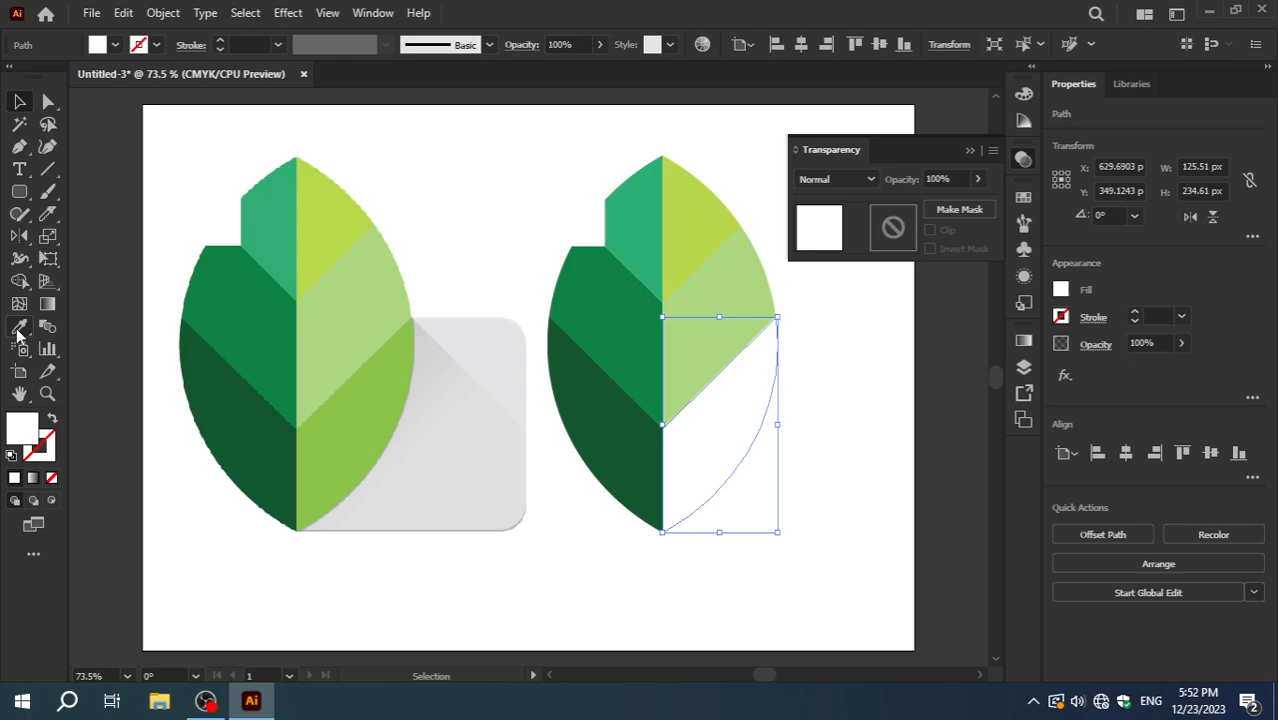 Ai File Edit Object Type Select Effect View Window Help
Path Stroke: Basic Opacity: 100% Style: Transform
Untitled-3* @ 73.5 % (CMYK/CPU Preview) ×
Properties Libraries
Path
Transparency
Normal Opacity: 100%
Make Mask
Clip
Invert Mask
Transform
X: 629.6903 p W: 125.51 px
Y: 349.1243 p H: 234.61 px
0°
Appearance
Fill
Stroke
Opacity 100%
fx.
Align
Quick Actions
Offset Path Recolor
Arrange
Start Global Edit
73.5% 0° 1 Selection
Ai ENG 5:52 PM
12/23/2023 2